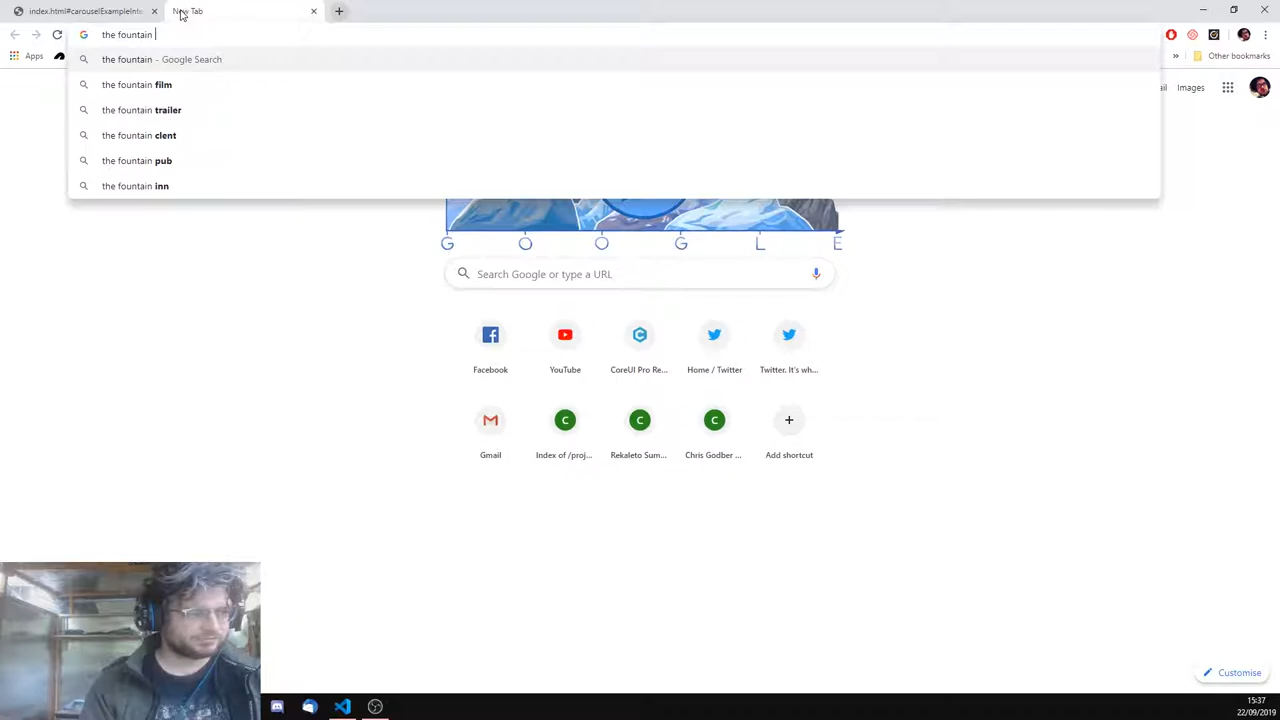 index.html#carouselExampleInte
New Tab
the fountain
Apps
Other bookmarks
the fountain - Google Search
the fountain film
the fountain trailer
the fountain clent
the fountain pub
the fountain inn
ail
Images
G O O G L E
Search Google or type a URL
Facebook
YouTube
CoreUI Pro Re...
Home / Twitter
Twitter. It's wh...
C
C
C
Gmail
Index of /proj...
Rekaleto Sum...
Chris Godber ...
Add shortcut
Customise
15:37
22/09/2019